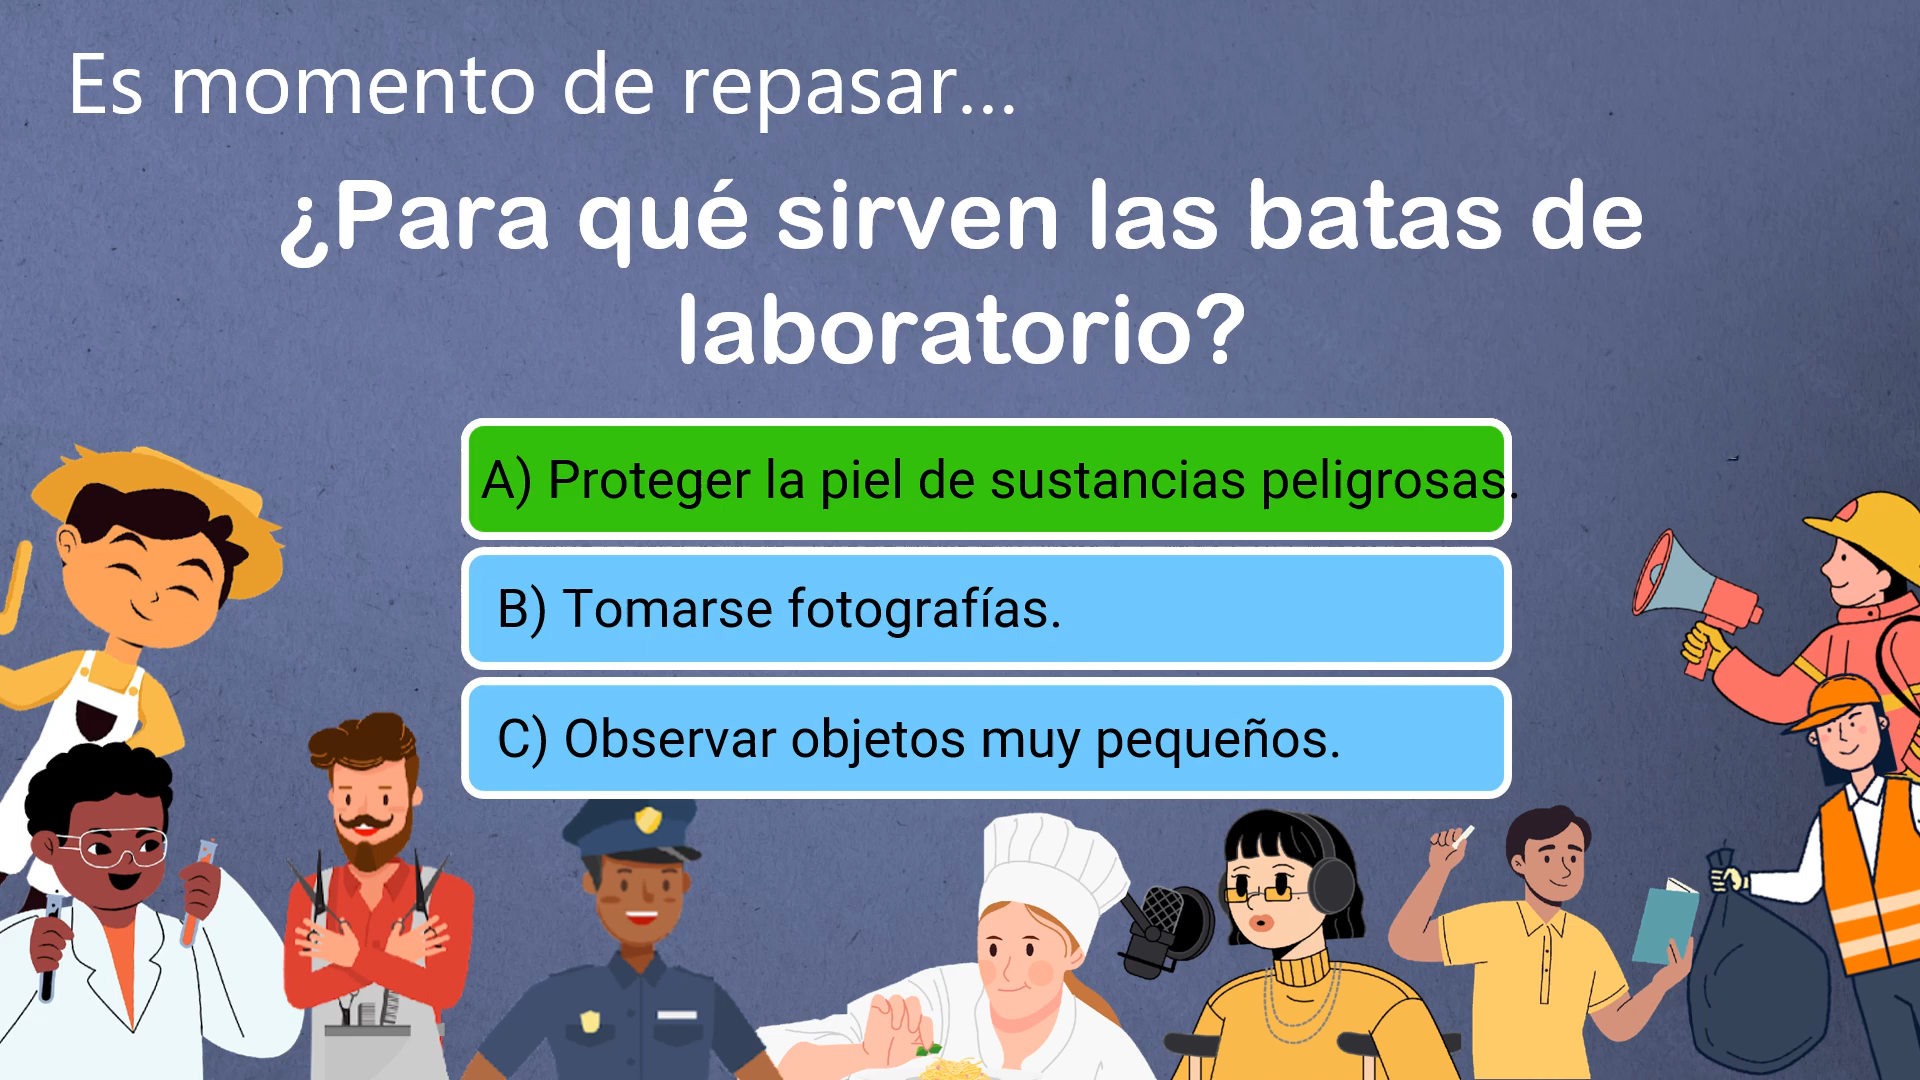 Es momento de repasar...
¿Para qué sirven las batas de
laboratorio?
A) Proteger la piel de sustancias peligrosas.
B) Tomarse fotografías.
C) Observar objetos muy pequeños.